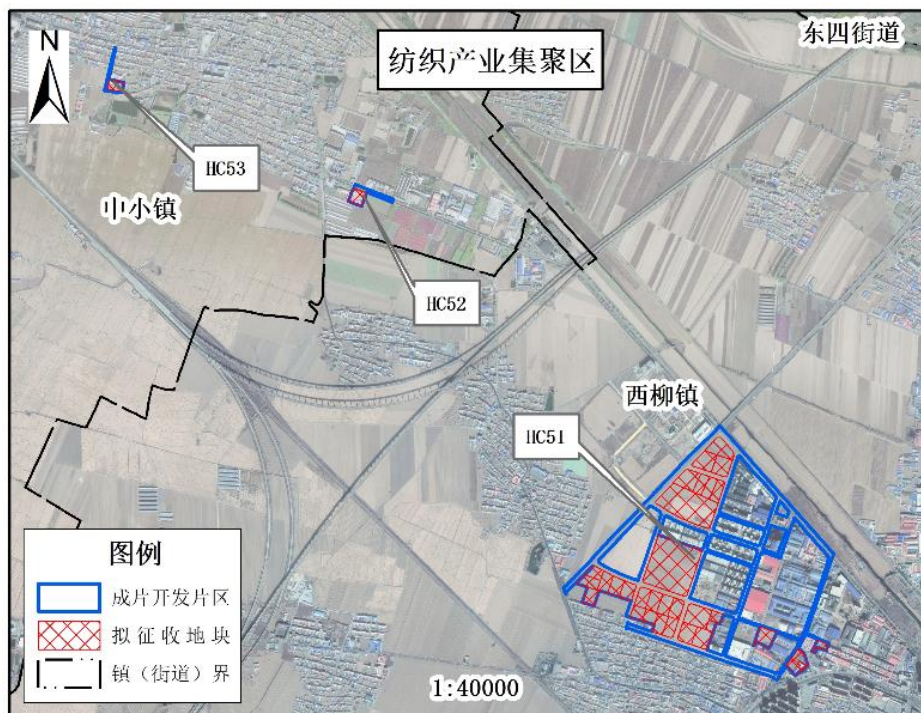 东四街道
纺织产业集聚区
N
HC53
中小镇
HC52
西柳镇
HC51
图例
成片开发片区
拟征收地块
镇（街道）界
1:40000